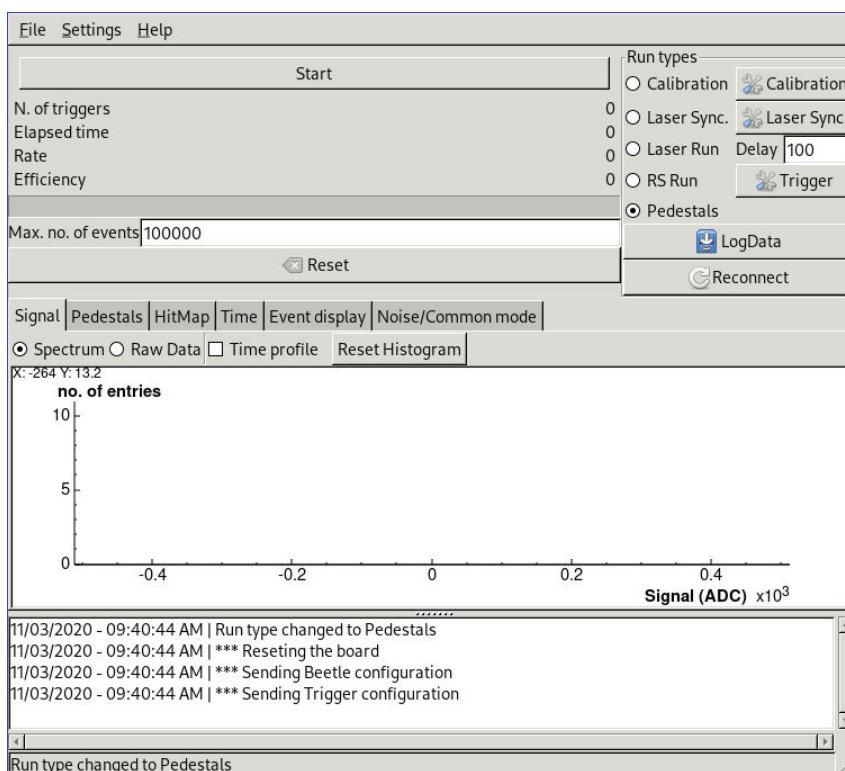 File Settings Help
Start
N. of triggers 0
Elapsed time 0
Rate 0
Efficiency 0
Max. no. of events 100000
Reset
Run types
Calibration Calibration
Laser Sync. Laser Sync
Laser Run Delay 100
RS Run Trigger
Pedestals
LogData
Reconnect
Signal Pedestals HitMap Time Event display Noise/Common mode
Spectrum Raw Data Time profile Reset Histogram
X: -264 Y: 13.2
no. of entries
10
5
0
-0.4 -0.2 0 0.2 0.4
Signal (ADC) x10³
11/03/2020 - 09:40:44 AM | Run type changed to Pedestals
11/03/2020 - 09:40:44 AM | *** Reseting the board
11/03/2020 - 09:40:44 AM | *** Sending Beetle configuration
11/03/2020 - 09:40:44 AM | *** Sending Trigger configuration
Run type changed to Pedestals